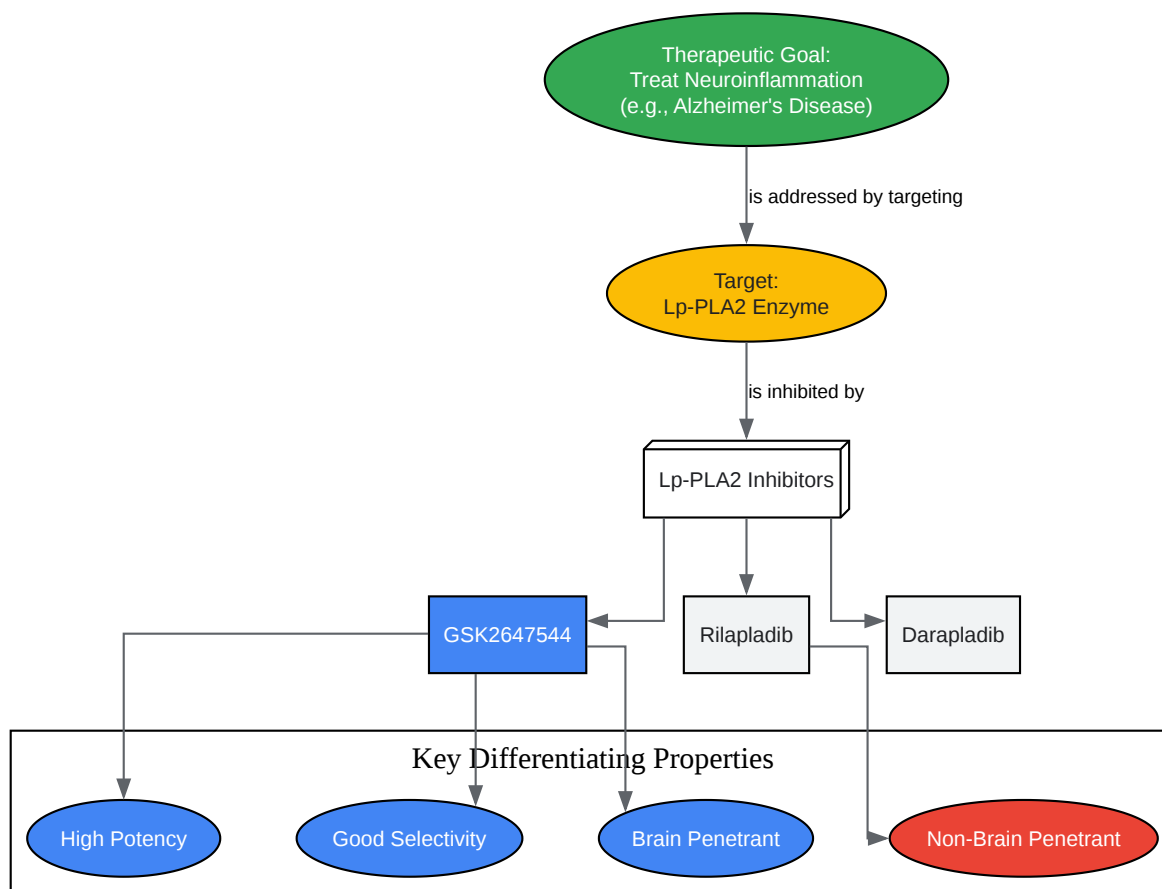 Therapeutic Goal:
Treat Neuroinflammation
(e.g., Alzheimer's Disease)
is addressed by targeting
Target:
Lp-PLA2 Enzyme
is inhibited by
Lp-PLA2 Inhibitors
GSK2647544
Rilapladib
Darapladib
Key Differentiating Properties
High Potency
Good Selectivity
Brain Penetrant
Non-Brain Penetrant